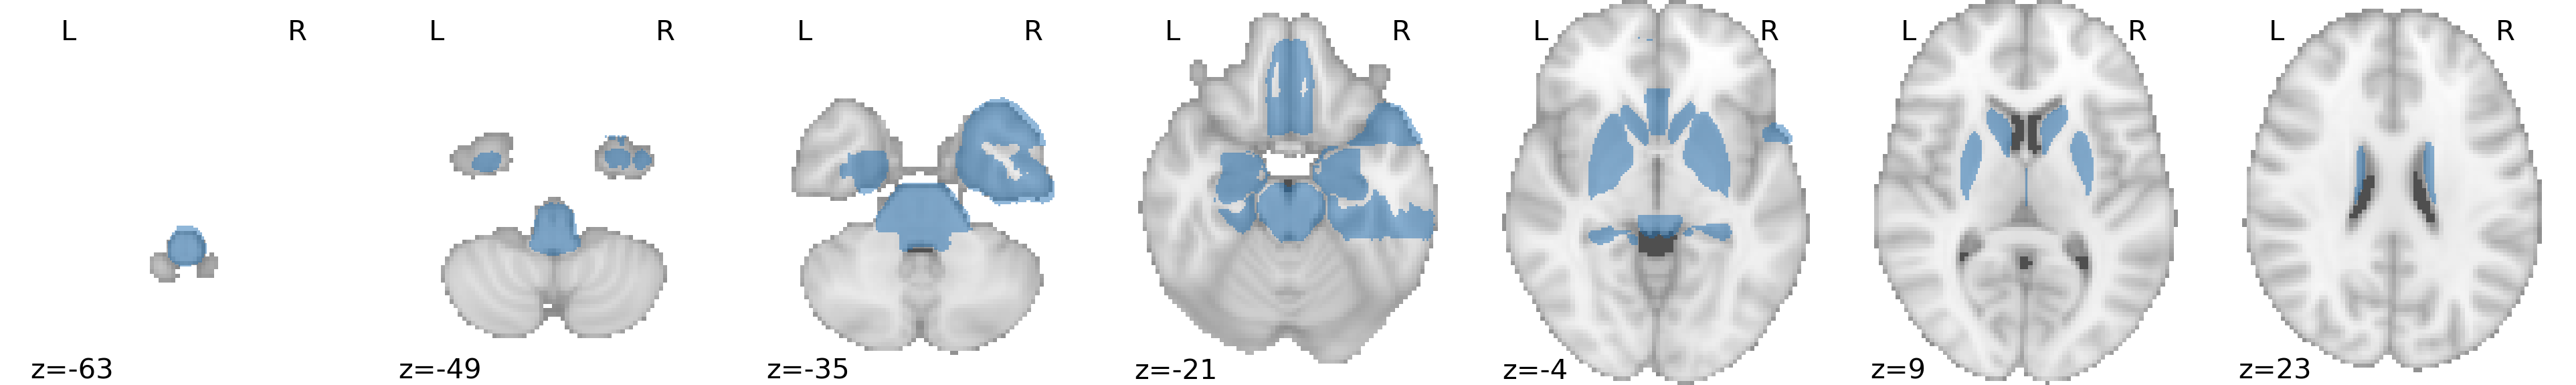 L R L R L R L R L R L R L R
z=-63 z=-49 z=-35 z=-21 z=-4 z=9 z=23